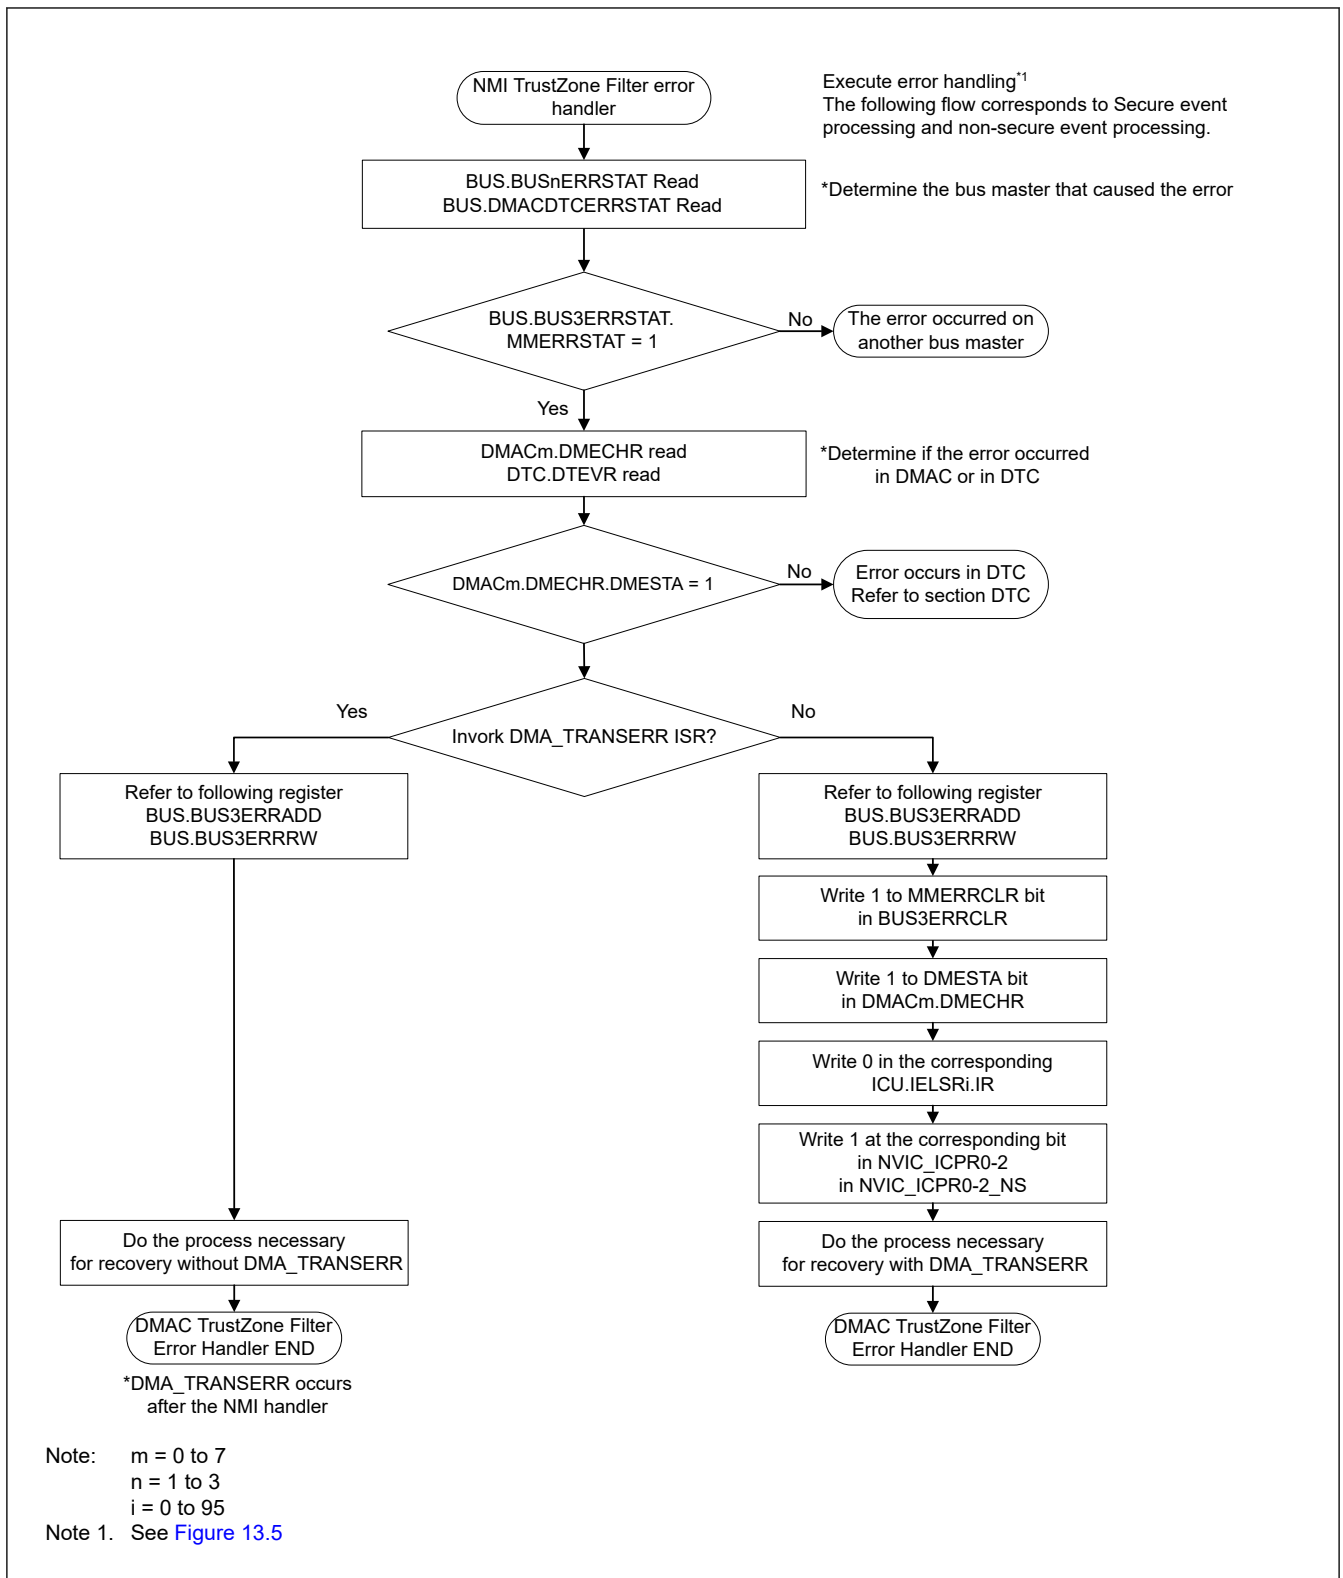 NMI TrustZone Filter error
handler
Execute error handling*1
The following flow corresponds to Secure event
processing and non-secure event processing.
BUS.BUSnERRSTAT Read
BUS.DMACDTCERRSTAT Read
*Determine the bus master that caused the error
BUS.BUS3ERRSTAT.
MMERRSTAT = 1
No
The error occurred on
another bus master
Yes
DMACm.DMECHR read
DTC.DTEVR read
*Determine if the error occurred
in DMAC or in DTC
DMACm.DMECHR.DMESTA = 1
No
Error occurs in DTC
Refer to section DTC
Yes
Invork DMA_TRANSERR ISR?
No
Refer to following register
BUS.BUS3ERRADD
BUS.BUS3ERRRW
Refer to following register
BUS.BUS3ERRADD
BUS.BUS3ERRRW
Write 1 to MMERRCLR bit
in BUS3ERRCLR
Write 1 to DMESTA bit
in DMACm.DMECHR
Write 0 in the corresponding
ICU.IELSRi.IR
Write 1 at the corresponding bit
in NVIC_ICPR0-2
in NVIC_ICPR0-2_NS
Do the process necessary
for recovery without DMA_TRANSERR
Do the process necessary
for recovery with DMA_TRANSERR
DMAC TrustZone Filter
Error Handler END
DMAC TrustZone Filter
Error Handler END
*DMA_TRANSERR occurs
after the NMI handler
Note: m = 0 to 7
n = 1 to 3
i = 0 to 95
Note 1. See Figure 13.5